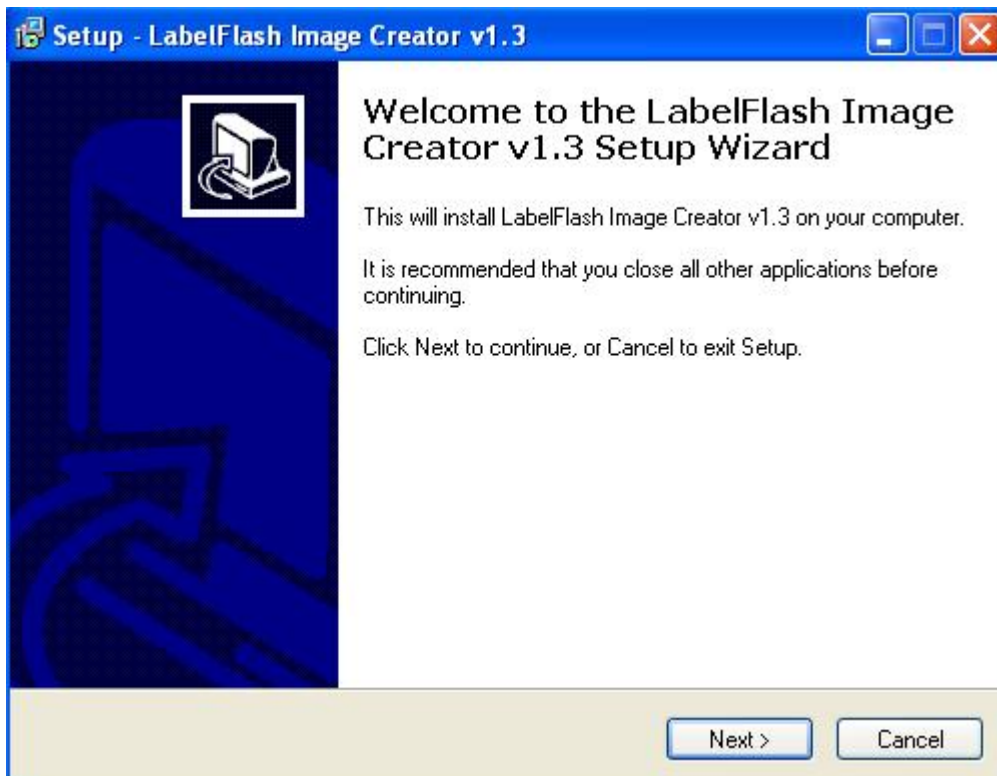 Setup - LabelFlash Image Creator v1.3
Welcome to the LabelFlash Image
Creator v1.3 Setup Wizard
This will install LabelFlash Image Creator v1.3 on your computer.
It is recommended that you close all other applications before
continuing.
Click Next to continue, or Cancel to exit Setup.
Next >
Cancel